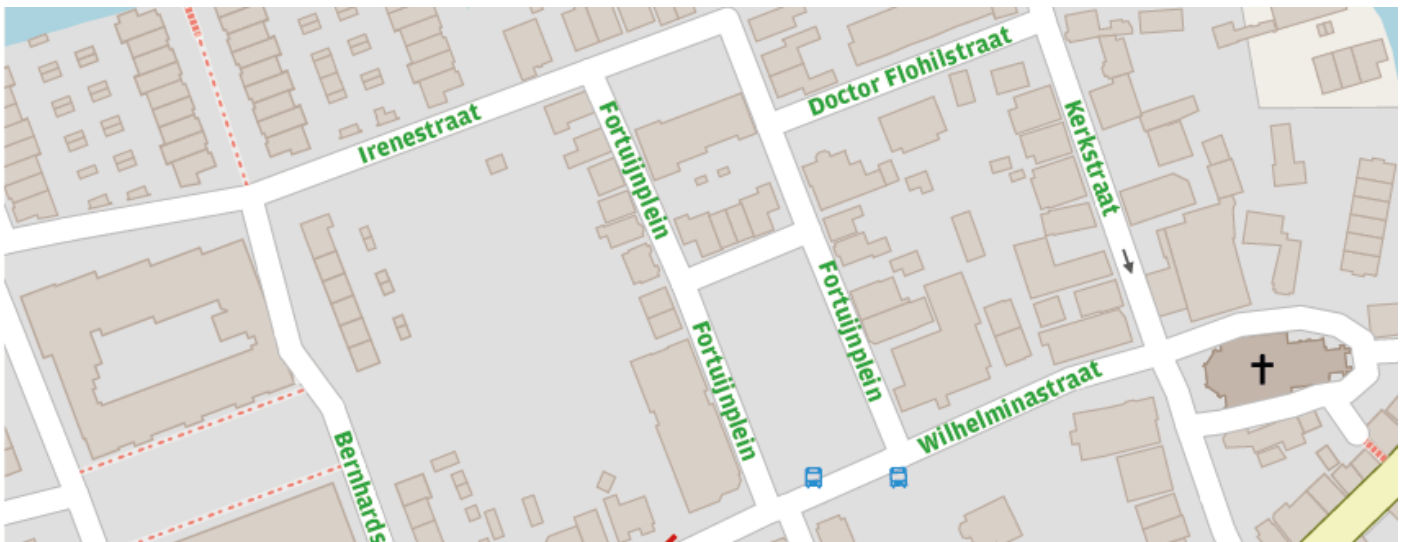 Doctor Flohilstraat
Irenestraat
Fortuijnplein
Kerkstraat
Fortuijnplein
Fortuijnplein
Wilhelminastraat
Bernhards